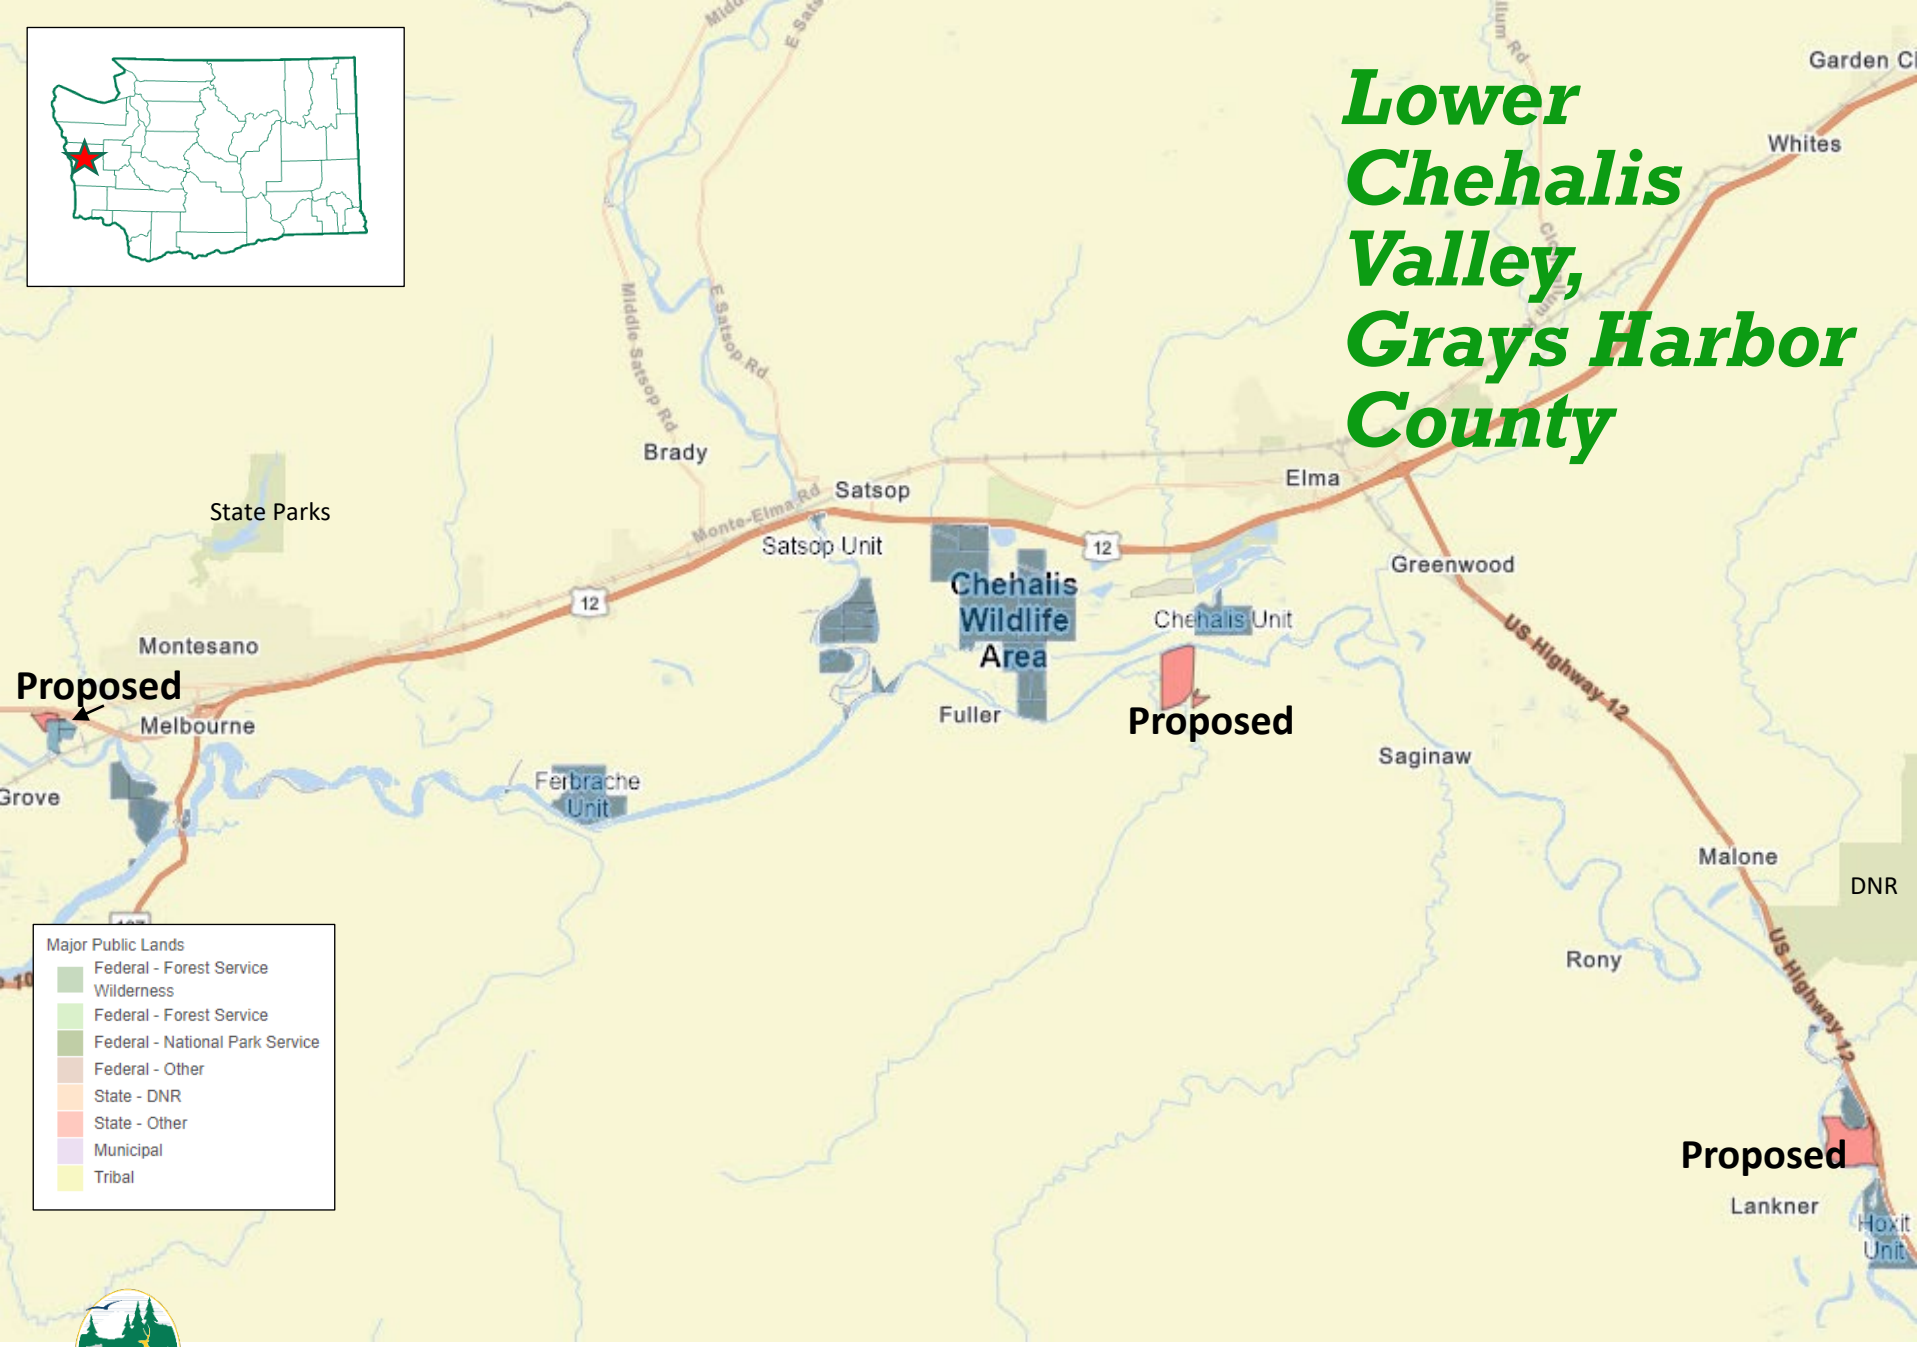 Lower
Chehalis
Valley,
Grays Harbor
County
Garden
Whites
Middle Satsop Rd
E Satsop Rd
Brady
Satsop
Monte-Elma Rd
Elma
State Parks
Satsop Unit
12
12
Chehalis
Wildlife
Area
Chehalis Unit
Greenwood
US Highway 12
Montesano
Proposed
Melbourne
Fuller
Proposed
Saginaw
Ferbrache
Unit
Grove
Malone
DNR
Rony
US Highway 12
Proposed
Lankner
Hoxit
Unit
Major Public Lands
Federal - Forest Service
Wilderness
Federal - Forest Service
Federal - National Park Service
Federal - Other
State - DNR
State - Other
Municipal
Tribal